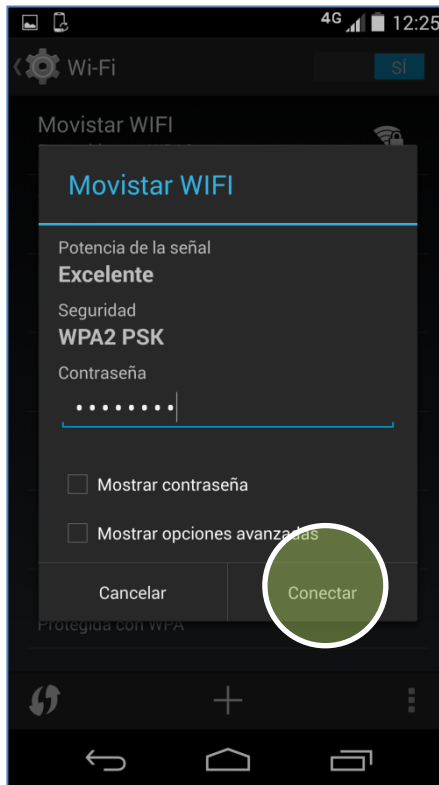 4G 12:25
Wi-Fi SÍ
Movistar WIFI
Movistar WIFI
Potencia de la señal
Excelente
Seguridad
WPA2 PSK
Contraseña
••••••••
Mostrar contraseña
Mostrar opciones avanzadas
Cancelar Conectar
Protegida con WPA